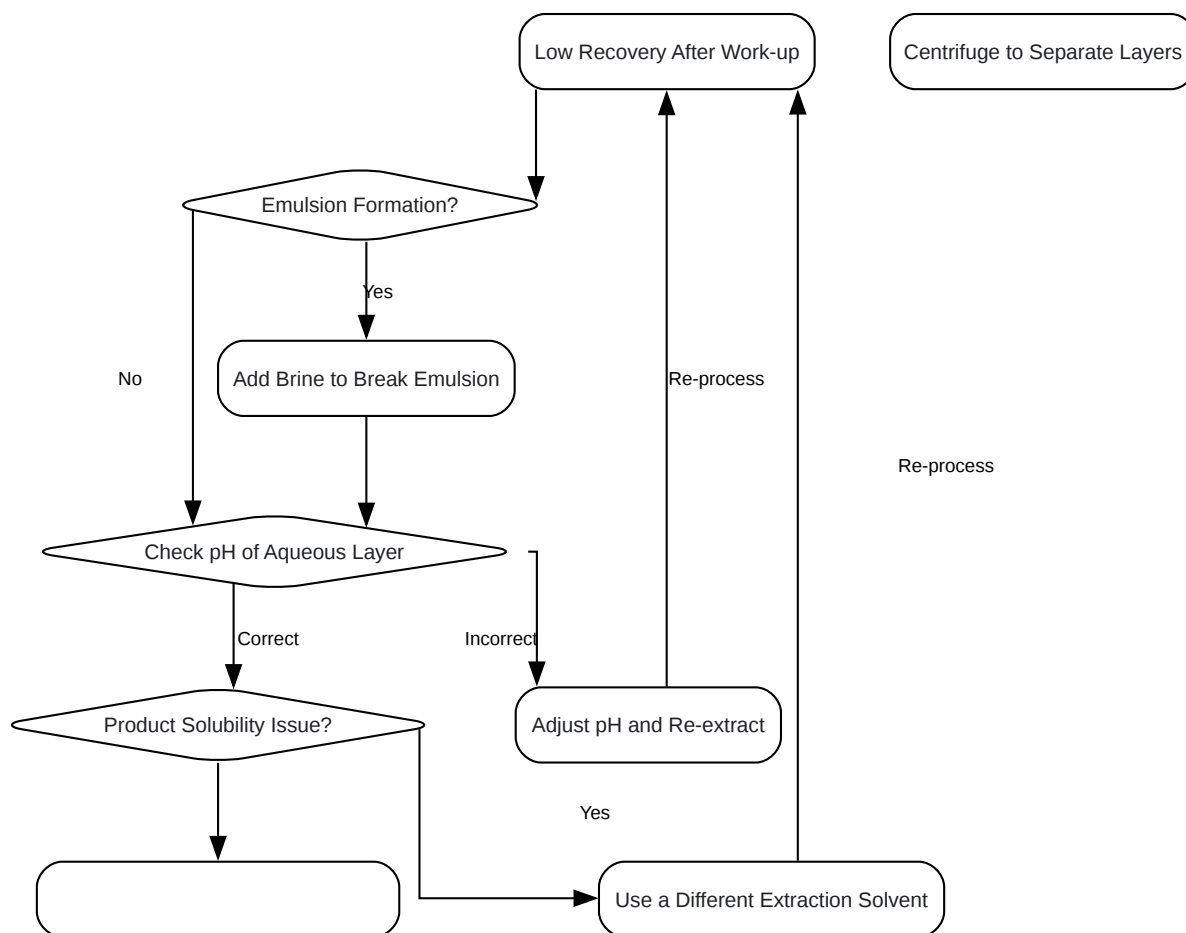 Low Recovery After Work-up
Centrifuge to Separate Layers
Emulsion Formation?
Yes
No
Add Brine to Break Emulsion
Re-process
Re-process
Check pH of Aqueous Layer
Correct
Incorrect
Product Solubility Issue?
Adjust pH and Re-extract
Yes
Use a Different Extraction Solvent